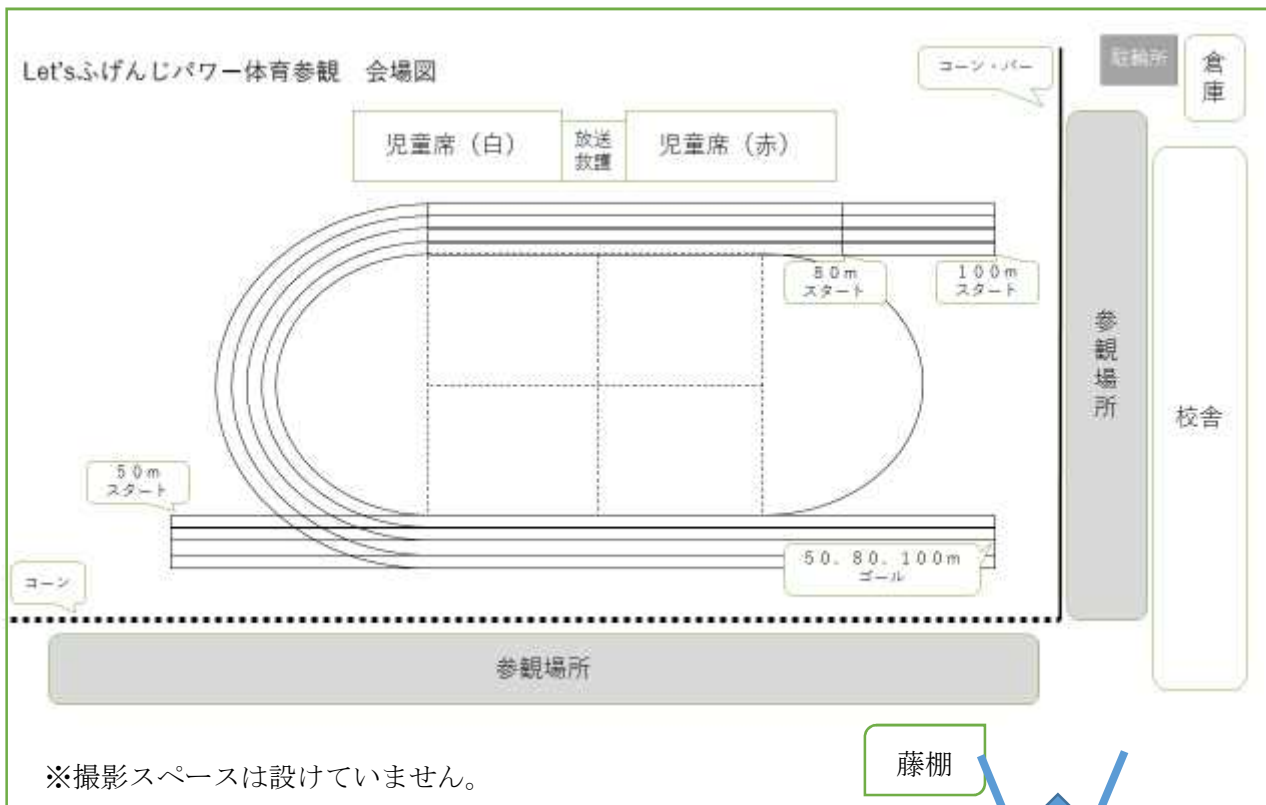 Let'sふげんじパワー体育参観　会場図
コーン・バー
駐輪所
倉
庫
児童席（白）
放送
救護
児童席（赤）
８０ｍ
スタート
１００ｍ
スタート
参
観
場
所
校舎
５０ｍ
スタート
５０．８０．１００ｍ
ゴール
コーン
参観場所
藤棚
※撮影スペースは設けていません。